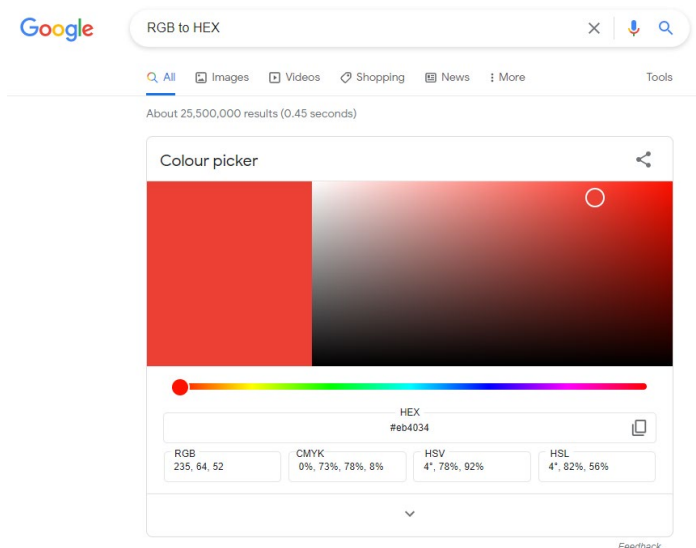 Google
RGB to HEX
All Images Videos Shopping News More Tools
About 25,500,000 results (0.45 seconds)
Colour picker
HEX
#eb4034
RGB CMYK HSV HSL
235, 64, 52 0%, 73%, 78%, 8% 4°, 78%, 92% 4°, 82%, 56%
Feedback